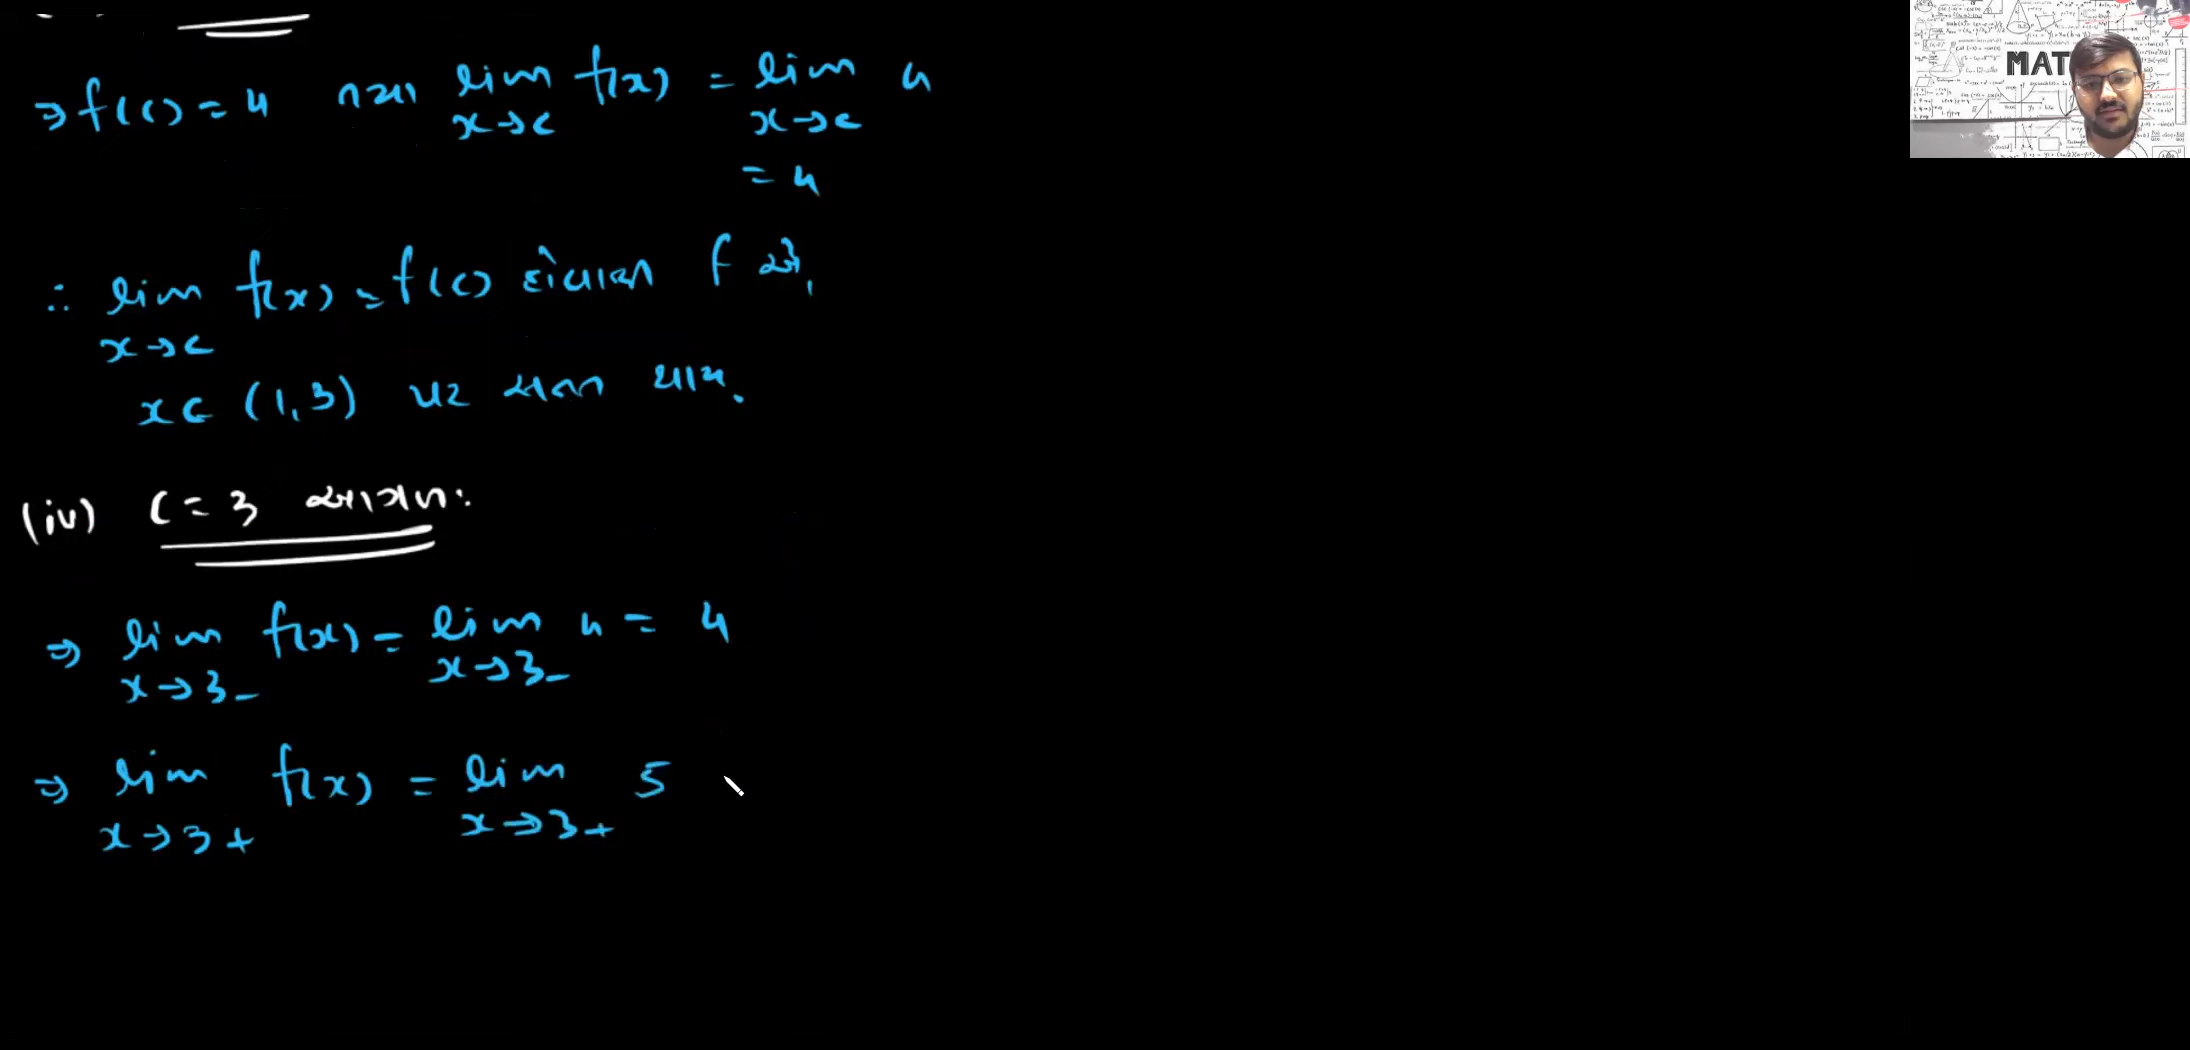 ⇒ f(c) = 4 તથા lim f(x) = lim 4
x→c x→c
= 4
∴ lim f(x) = f(c) હોવાથી f એ,
x→c
x∈ (1,3) પર સતત થાય.
(iv) C = 3 આગળ:
⇒ lim f(x) = lim 4 = 4
x→3- x→3-
⇒ lim f(x) = lim 5
x→3+ x→3+
MAT